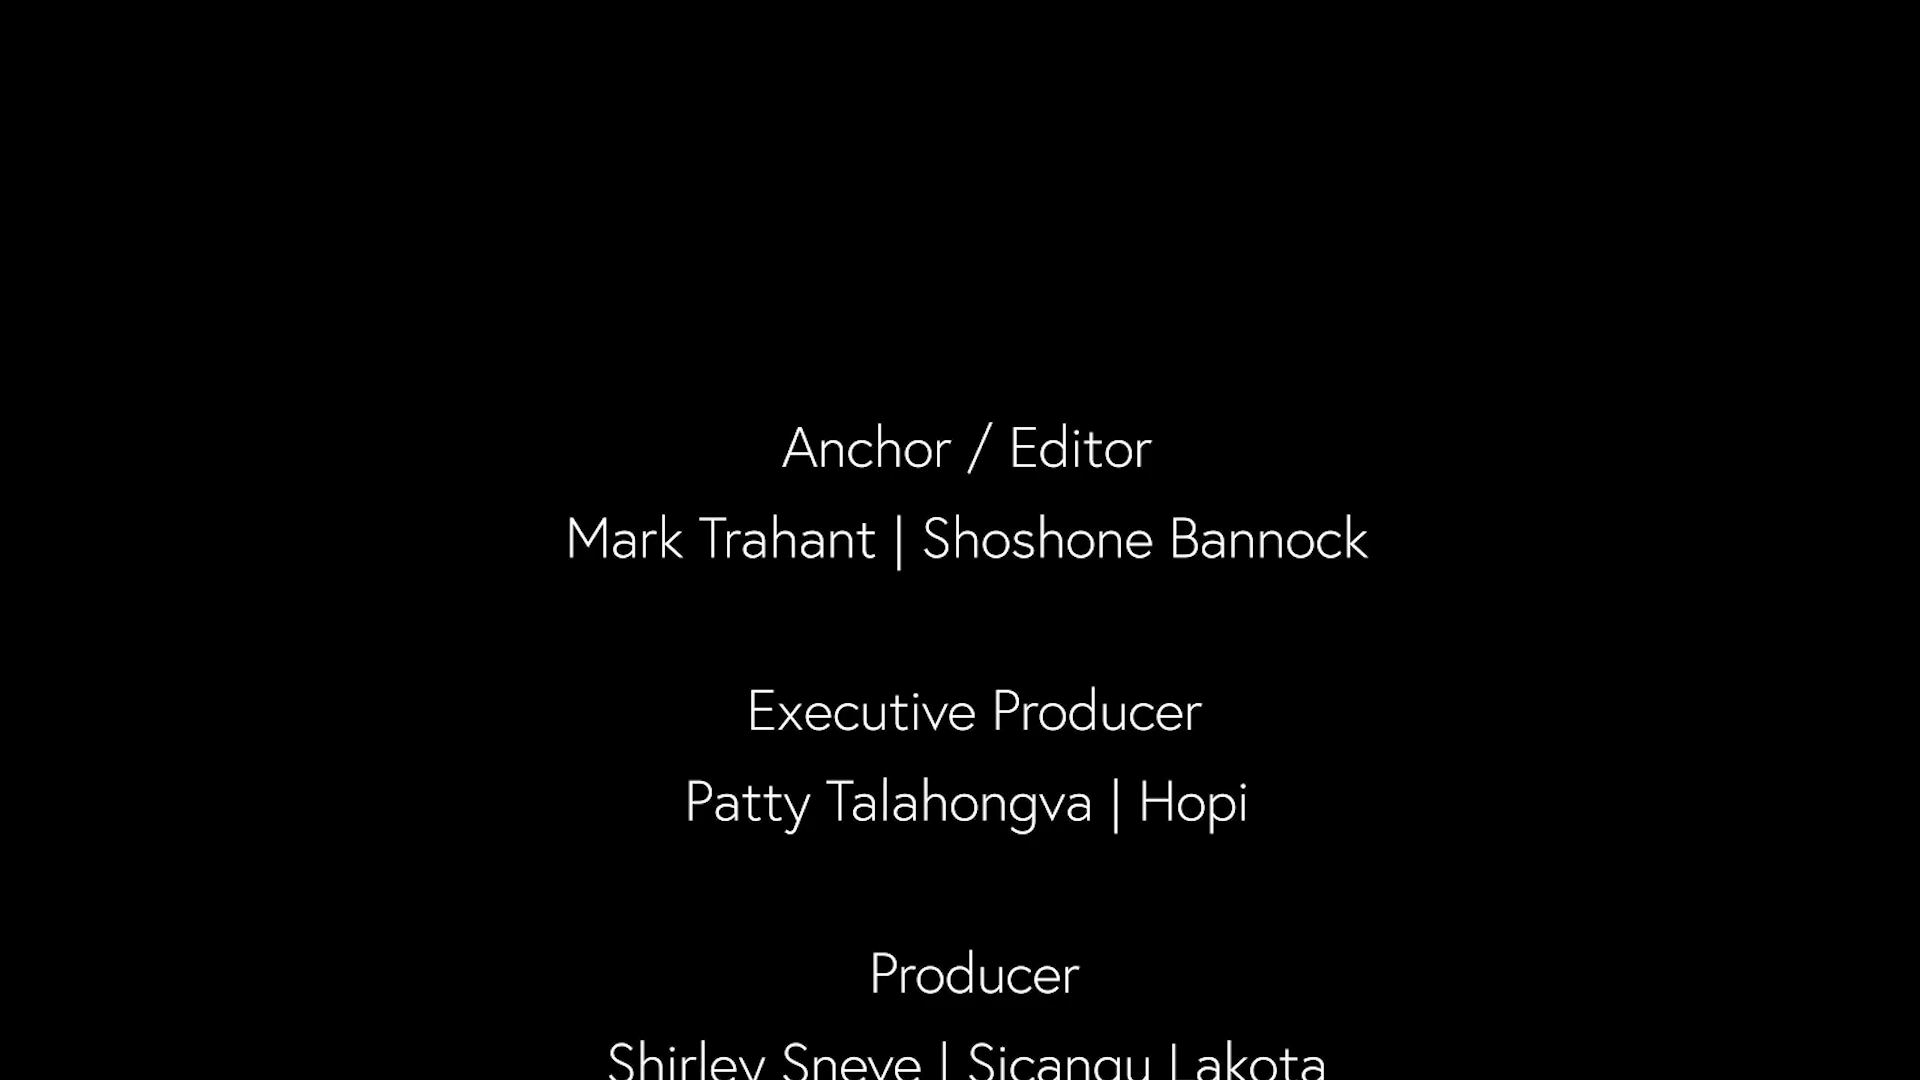 Anchor / Editor
Mark Trahant | Shoshone Bannock
Executive Producer
Patty Talahongva | Hopi
Producer
Shirley Sneve | Sicangu Lakota